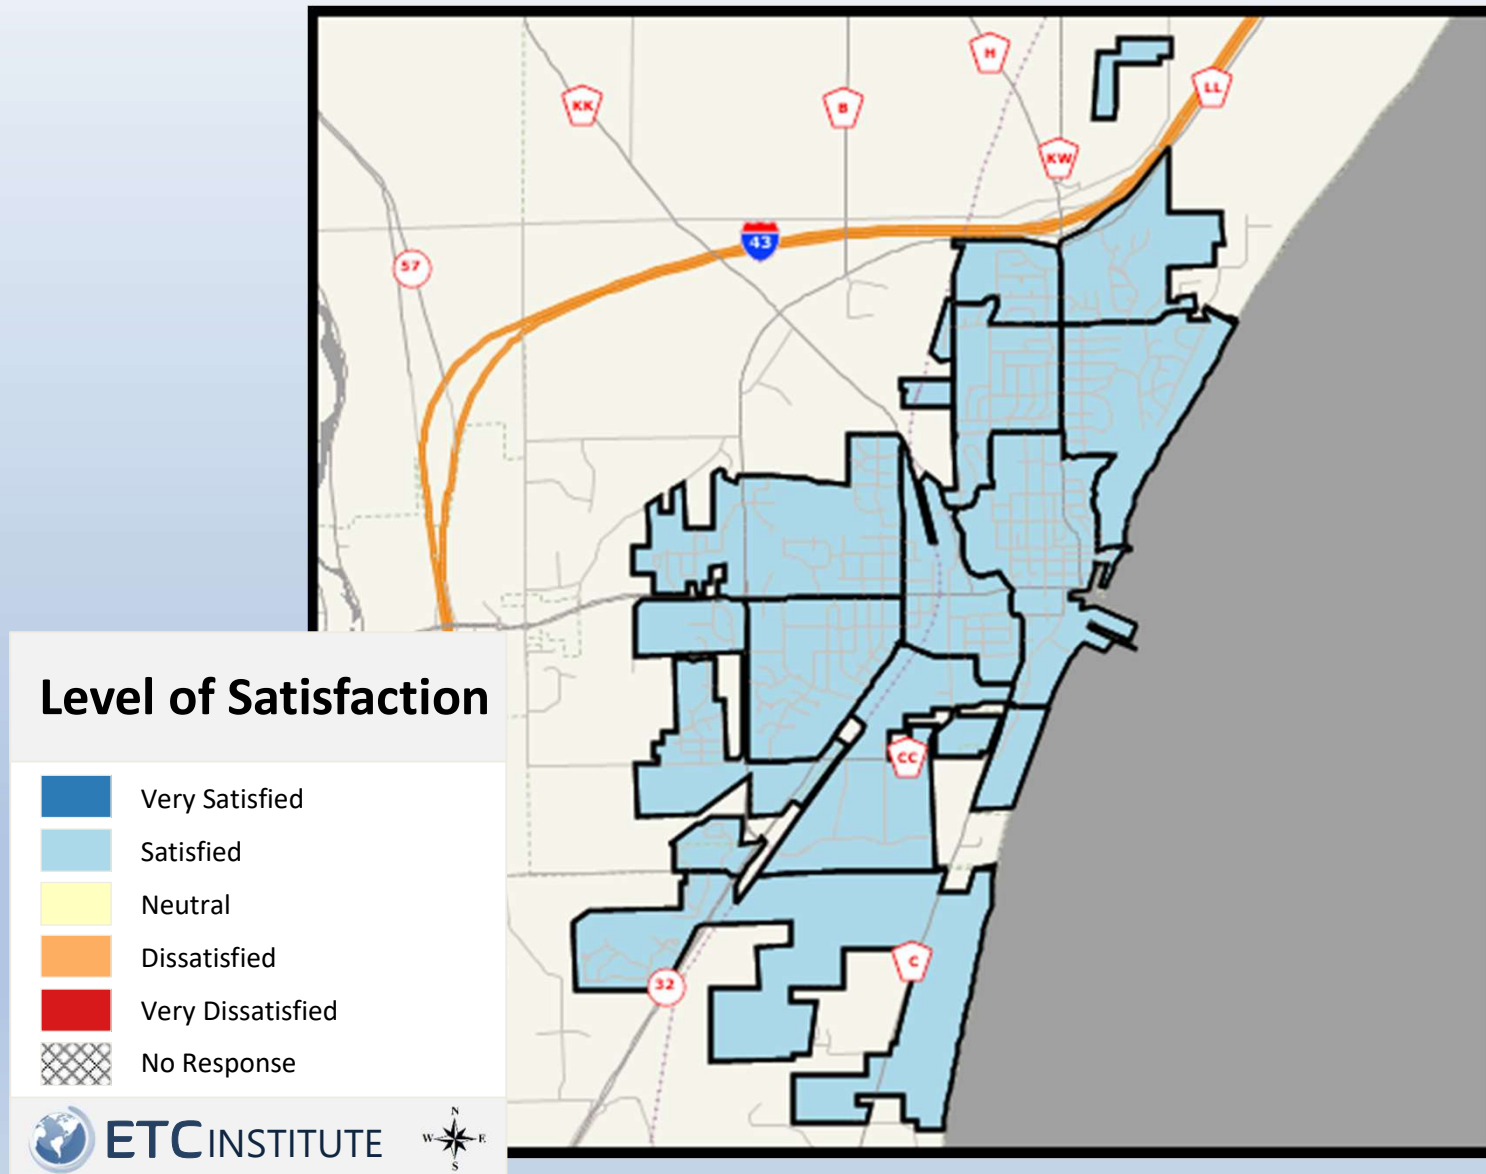 H
KK
B
LL
KW
43
57
Level of Satisfaction
CC
Very Satisfied
Satisfied
Neutral
Dissatisfied
C
32
Very Dissatisfied
No Response
ETC INSTITUTE
N
W E
S